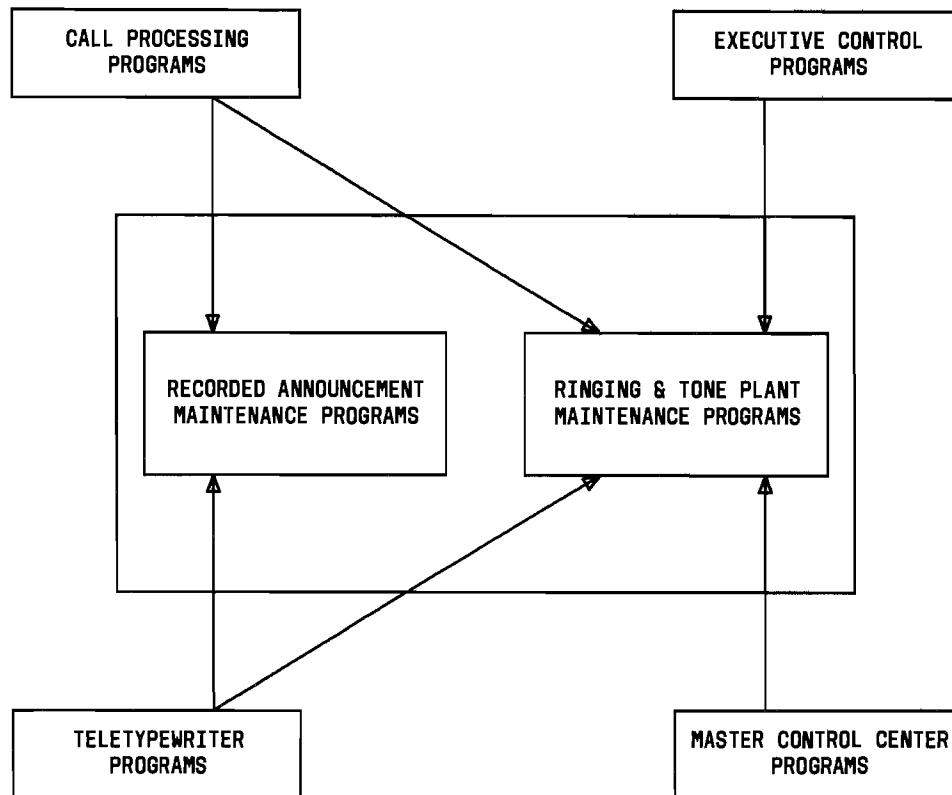 CALL PROCESSING
PROGRAMS
EXECUTIVE CONTROL
PROGRAMS
RECORDED ANNOUNCEMENT
MAINTENANCE PROGRAMS
RINGING & TONE PLANT
MAINTENANCE PROGRAMS
TELETYPEWRITER
PROGRAMS
MASTER CONTROL CENTER
PROGRAMS